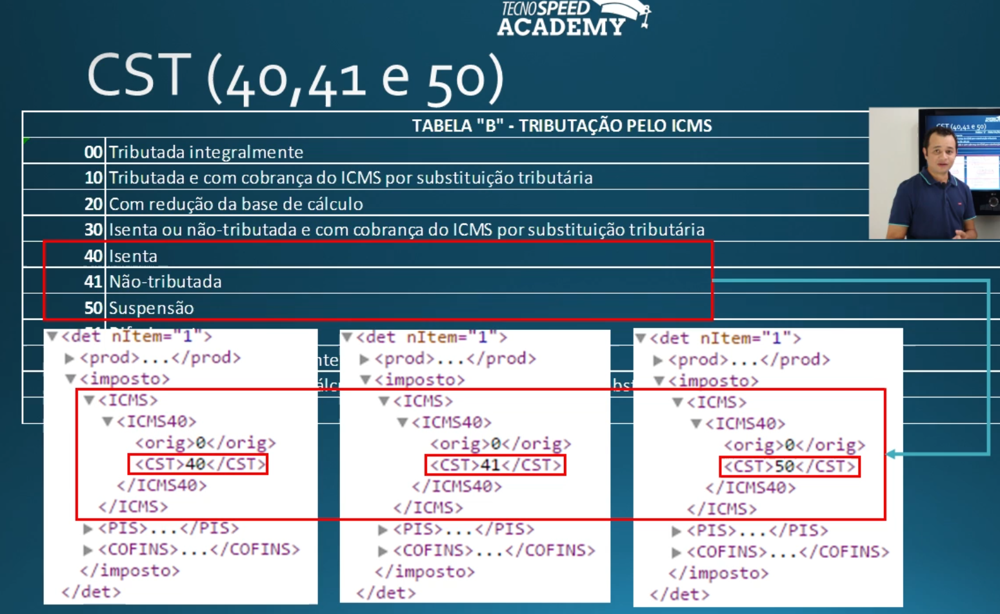 TECNOSPEED
ACADEMY
CST (40,41 e 50)
TABELA "B" - TRIBUTAÇÃO PELO ICMS
00 Tributada integralmente
10 Tributada e com cobrança do ICMS por substituição tributária
20 Com redução da base de cálculo
30 Isenta ou não-tributada e com cobrança do ICMS por substituição tributária
40 Isenta
41 Não-tributada
50 Suspensão
CST (40,41 e 50)
▼<det nItem="1">
▶<prod>...</prod>
▼<imposto>
▼<ICMS>
▼<ICMS40>
<orig>0</orig>
<CST>40</CST>
</ICMS40>
</ICMS>
▶<PIS>...</PIS>
▶<COFINS>...</COFINS>
</imposto>
</det>
▼<det nItem="1">
▶<prod>...</prod>
▼<imposto>
▼<ICMS>
▼<ICMS40>
<orig>0</orig>
<CST>41</CST>
</ICMS40>
</ICMS>
▶<PIS>...</PIS>
▶<COFINS>...</COFINS>
</imposto>
</det>
▼<det nItem="1">
▶<prod>...</prod>
▼<imposto>
▼<ICMS>
▼<ICMS40>
<orig>0</orig>
<CST>50</CST>
</ICMS40>
</ICMS>
▶<PIS>...</PIS>
▶<COFINS>...</COFINS>
</imposto>
</det>